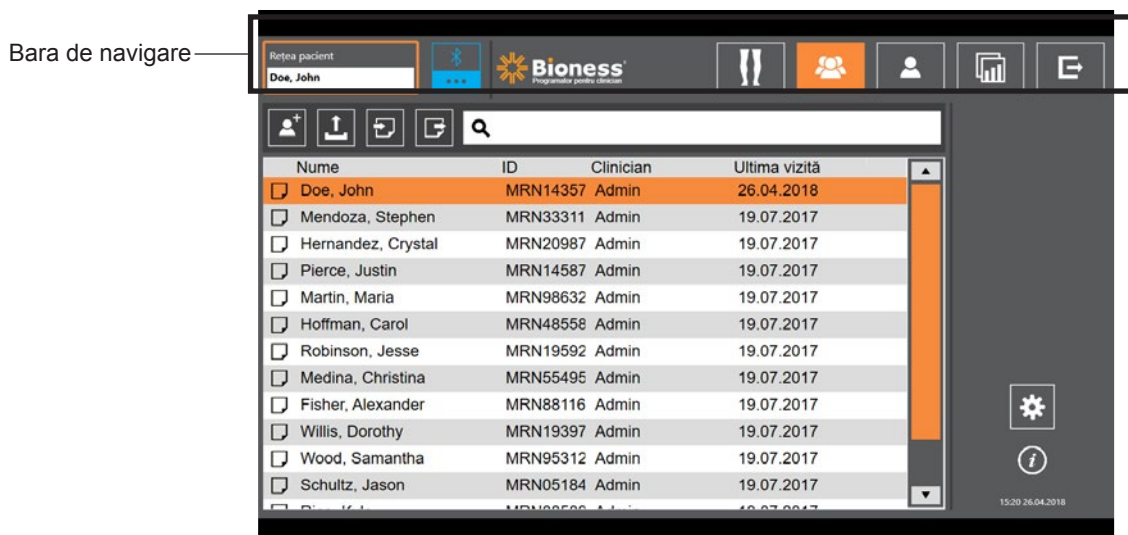 Bara de navigare
Rețea pacient
Doe, John
Bioness
Programator pentru clinician
Nume ID Clinician Ultima vizită
Doe, John MRN14357 Admin 26.04.2018
Mendoza, Stephen MRN33311 Admin 19.07.2017
Hernandez, Crystal MRN20987 Admin 19.07.2017
Pierce, Justin MRN14587 Admin 19.07.2017
Martin, Maria MRN98632 Admin 19.07.2017
Hoffman, Carol MRN48558 Admin 19.07.2017
Robinson, Jesse MRN19592 Admin 19.07.2017
Medina, Christina MRN55495 Admin 19.07.2017
Fisher, Alexander MRN88116 Admin 19.07.2017
Willis, Dorothy MRN19397 Admin 19.07.2017
Wood, Samantha MRN95312 Admin 19.07.2017
Schultz, Jason MRN05184 Admin 19.07.2017
15:20 26.04.2018